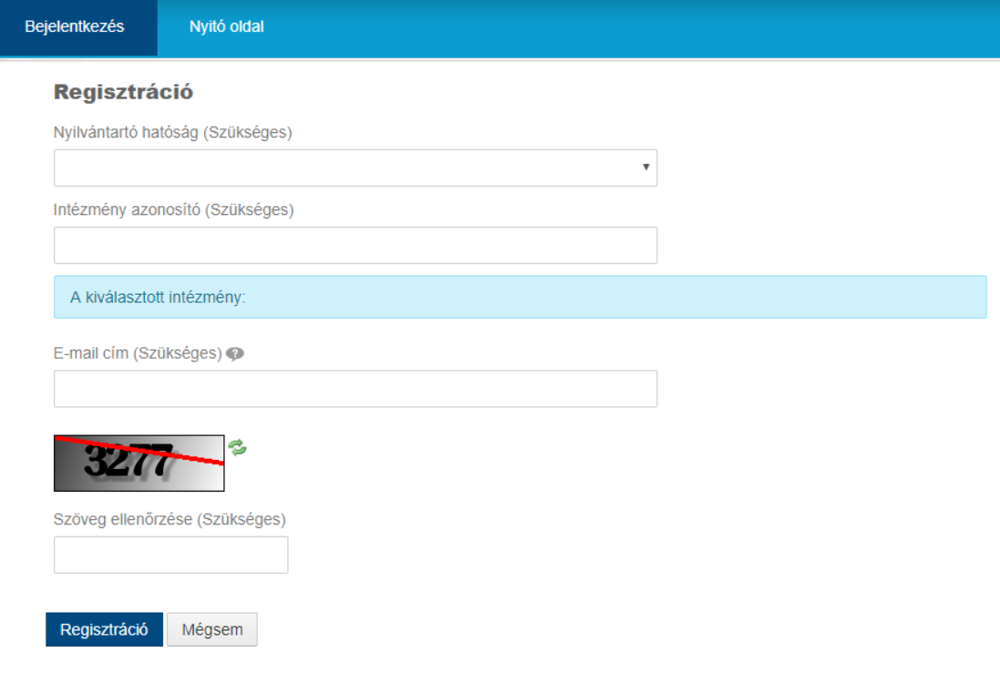 Bejelentkezés
Nyitó oldal
Regisztráció
Nyilvántartó hatóság (Szükséges)
Intézmény azonosító (Szükséges)
A kiválasztott intézmény:
E-mail cím (Szükséges)
3277
Szöveg ellenőrzése (Szükséges)
Regisztráció
Mégsem